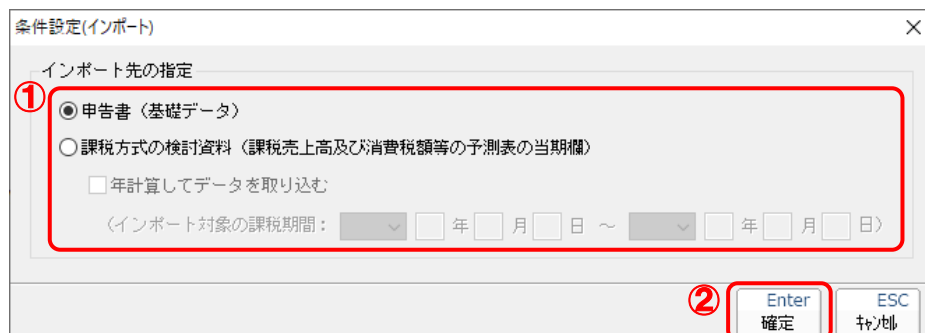 条件設定(インポート)
インポート先の指定
①
申告書（基礎データ）
課税方式の検討資料（課税売上高及び消費税額等の予測表の当期欄）
年計算してデータを取り込む
（インポート対象の課税期間： 年 月 日 ～ 年 月 日）
②
Enter ESC
確定 ｷｬﾝｾﾙ